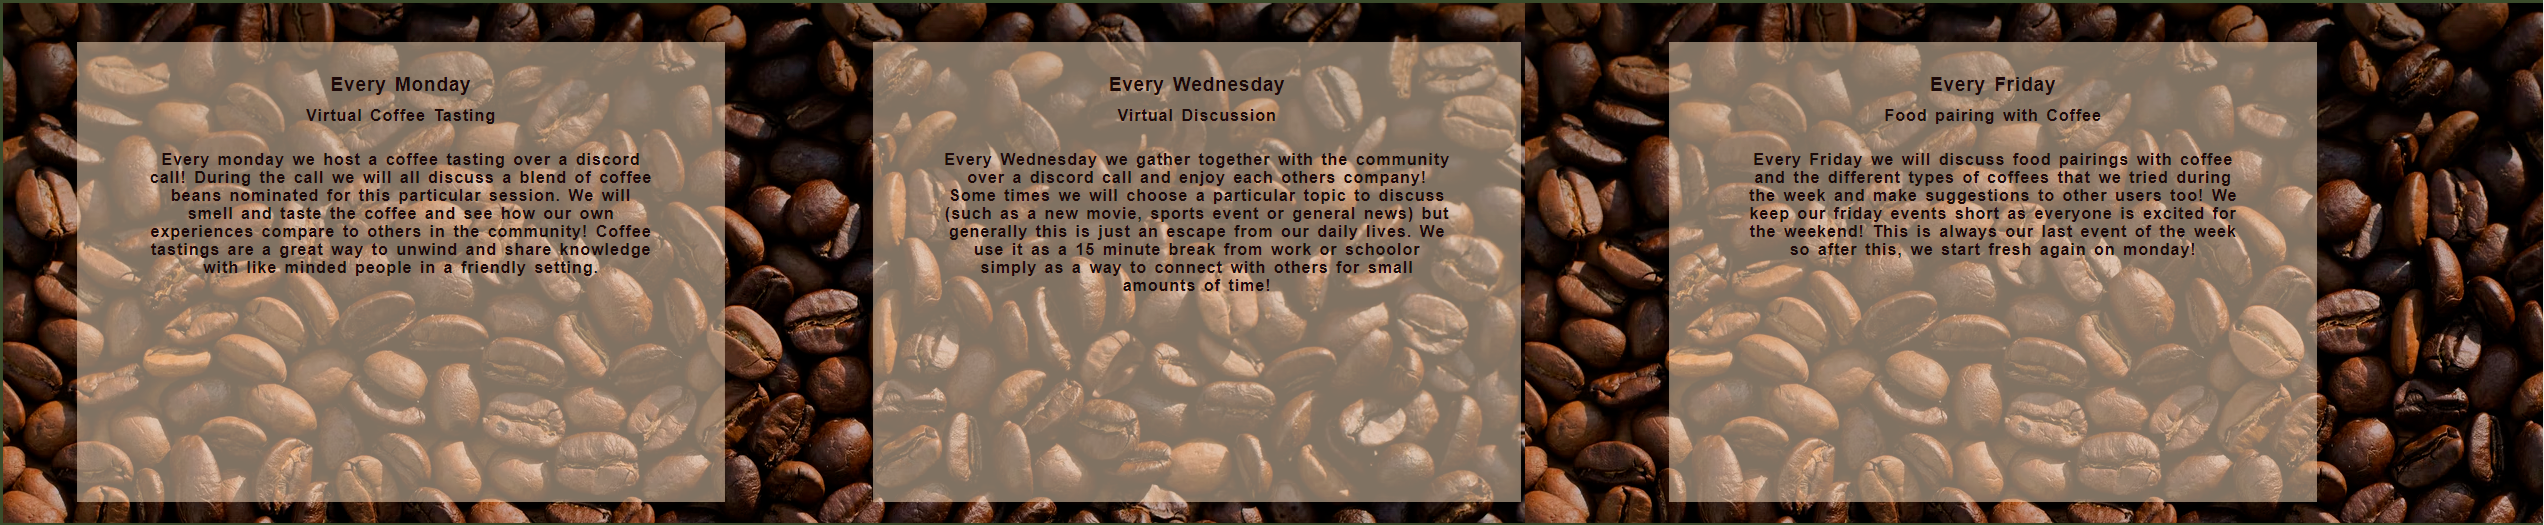 Every Monday
Virtual Coffee Tasting
Every monday we host a coffee tasting over a discord
call! During the call we will all discuss a blend of coffee
beans nominated for this particular session. We will
smell and taste the coffee and see how our own
experiences compare to others in the community! Coffee
tastings are a great way to unwind and share knowledge
with like minded people in a friendly setting.
Every Wednesday
Virtual Discussion
Every Wednesday we gather together with the community
over a discord call and enjoy each others company!
Some times we will choose a particular topic to discuss
(such as a new movie, sports event or general news) but
generally this is just an escape from our daily lives. We
use it as a 15 minute break from work or schoolor
simply as a way to connect with others for small
amounts of time!
Every Friday
Food pairing with Coffee
Every Friday we will discuss food pairings with coffee
and the different types of coffees that we tried during
the week and make suggestions to other users too! We
keep our friday events short as everyone is excited for
the weekend! This is always our last event of the week
so after this, we start fresh again on monday!